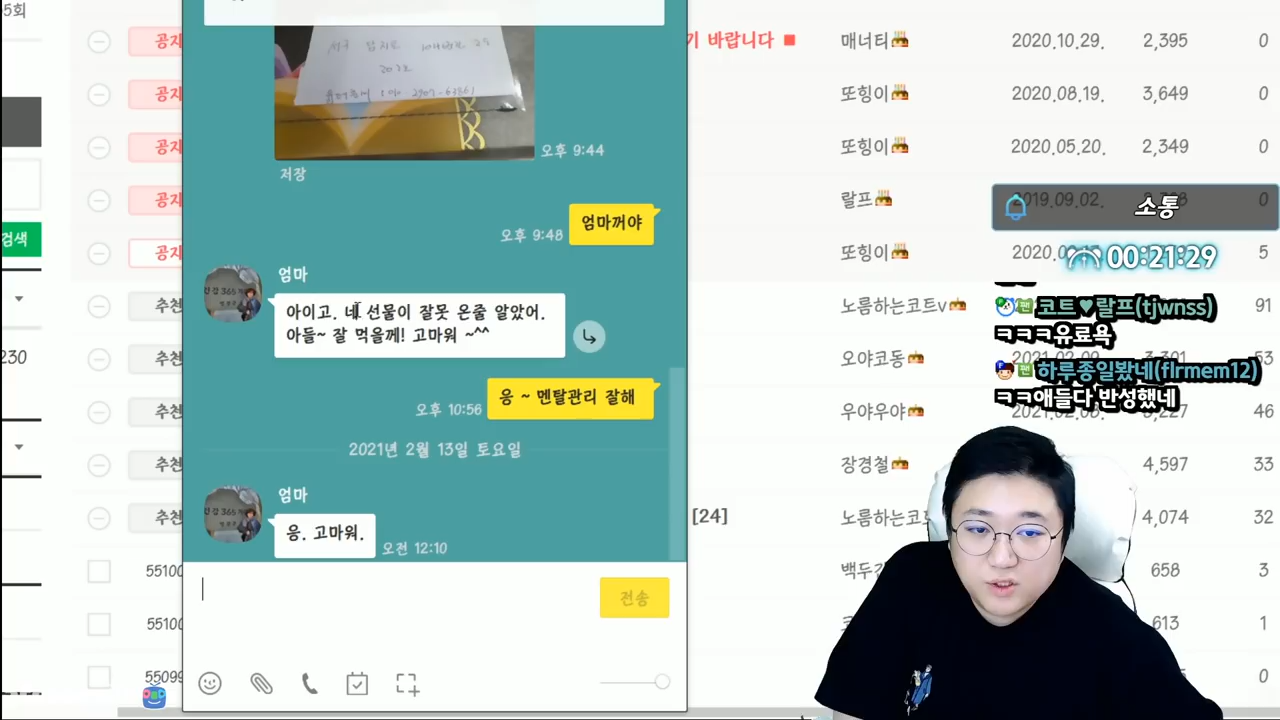 5회
공지
기 바랍니다
매너티
2020.10.29.
2,395
0
공지
또힝이
2020.08.19.
3,649
0
공지
또힝이
2020.05.20.
2,349
0
오후 9:44
저장
공지
랄프
2019.09.02.
0
소통
엄마꺼야
오후 9:48
검색
공지
또힝이
5
00:21:29
엄마
아이고. 네 선물이 잘못 온줄 알았어.
아들~ 잘 먹을께! 고마워 ~^^
추천
노름하는코트v
91
코트♥랄프(tjwnss)
ㅋㅋㅋ유료욕
230
추천
오야코동
53
하루종일봤네(flrmem12)
ㅋㅋ애들다 반성했네
응 ~ 멘탈관리 잘해
오후 10:56
추천
우야우야
46
2021년 2월 13일 토요일
추천
장경철
4,597
33
엄마
응. 고마워.
오전 12:10
추천
[24]
노름하는코
4,074
32
658
3
전송
613
1
0